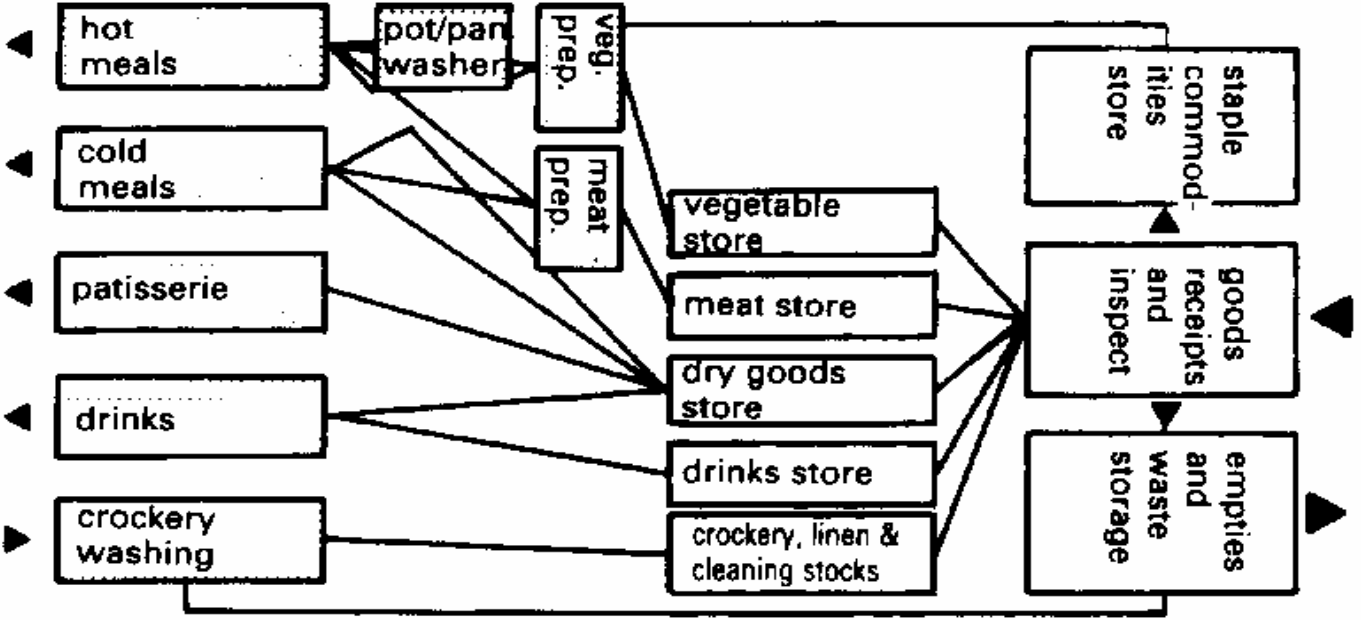 hot
meals
pot/pan
washer
veg.
prep.
staple
commod-
ities
store
cold
meals
meat
prep.
vegetable
store
patisserie
meat store
goods
receipts
and
inspect
dry goods
store
drinks
drinks store
empties
and
waste
storage
crockery
washing
crockery, linen &
cleaning stocks